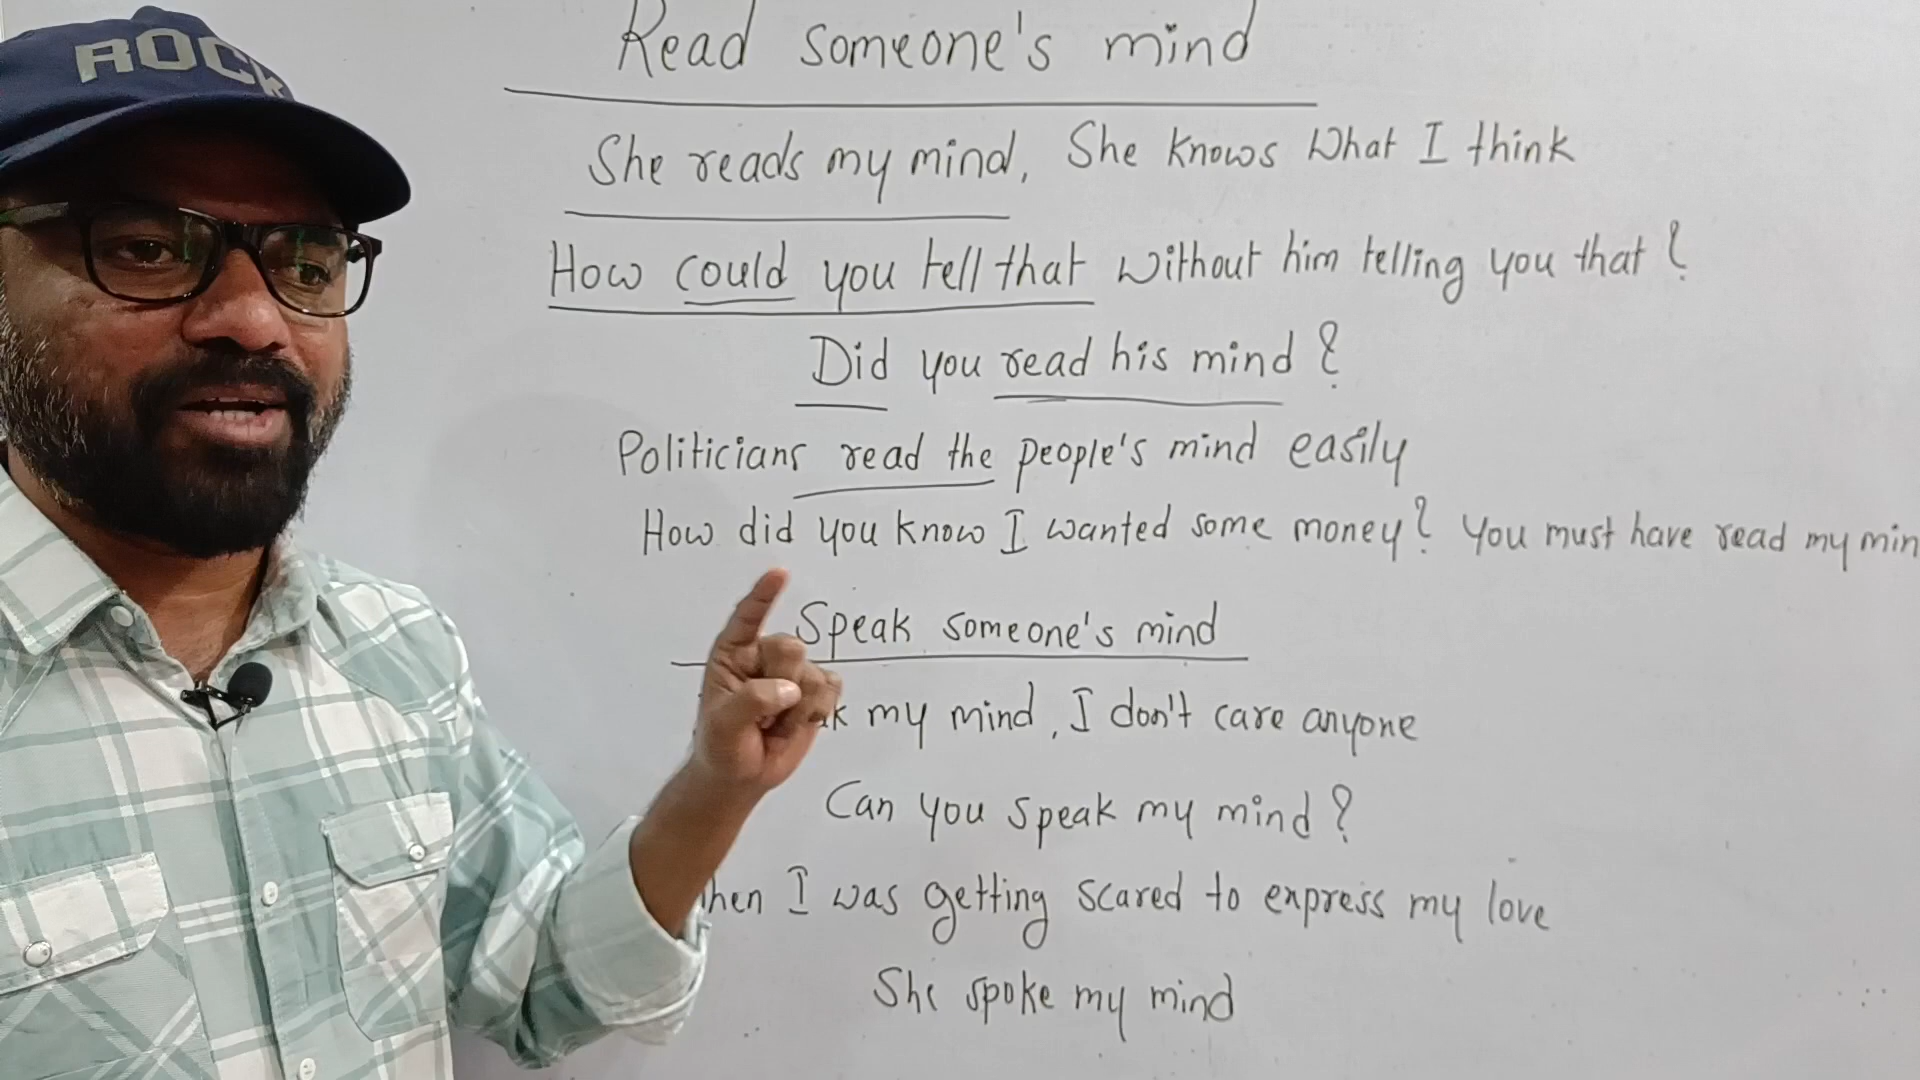 ROCK
Read someone's mind
She reads my mind, She knows What I think
How could you tell that without him telling you that?
Did you read his mind?
Politicians read the people's mind easily
How did you know I wanted some money? You must have read my min
Speak someone's mind
my mind, I don't care anyone
Can you speak my mind?
hen I was getting scared to express my love
She spoke my mind